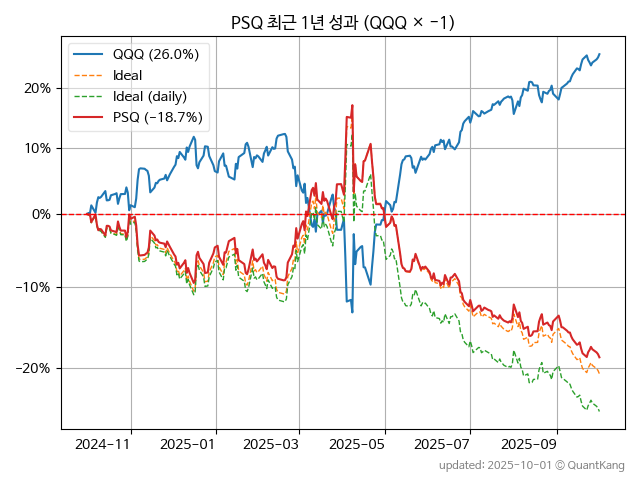 PSQ 최근 1년 성과 (QQQ × −1)
QQQ (26.0%)
Ideal
Ideal (daily)
PSQ (−18.7%)
20%
10%
0%
−10%
−20%
2024-11
2025-01
2025-03
2025-05
2025-07
2025-09
updated: 2025-10-01 © QuantKang